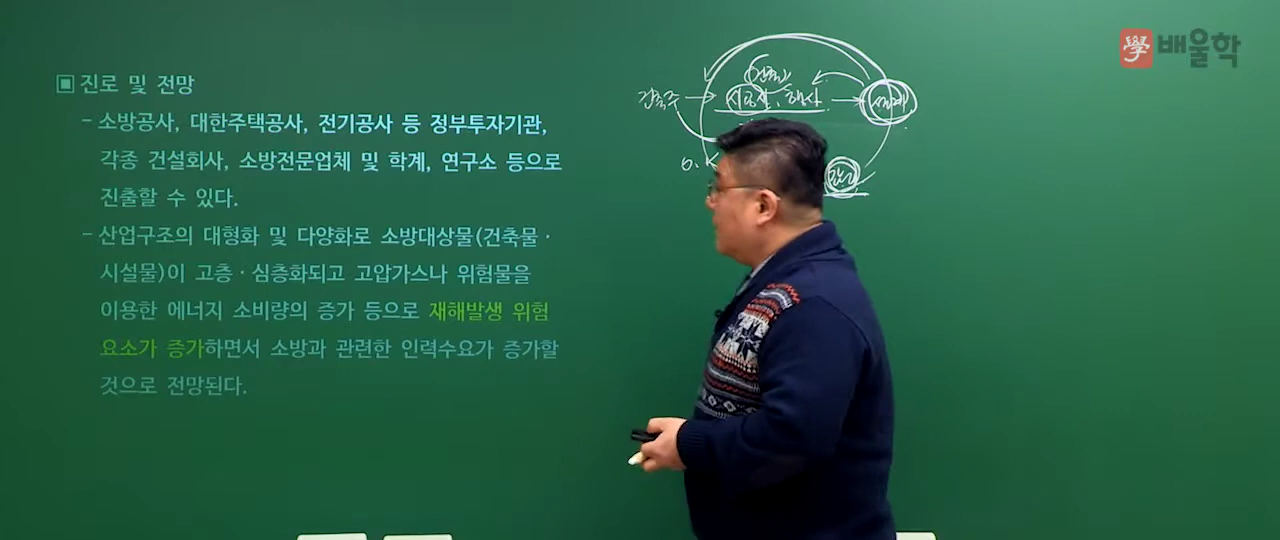 學 배울학
▣ 진로 및 전망
- 소방공사, 대한주택공사, 전기공사 등 정부투자기관,
각종 건설회사, 소방전문업체 및 학계, 연구소 등으로
진출할 수 있다.
- 산업구조의 대형화 및 다양화로 소방대상물(건축물·
시설물)이 고층·심층화되고 고압가스나 위험물을
이용한 에너지 소비량의 증가 등으로 재해발생 위험
요소가 증가하면서 소방과 관련한 인력수요가 증가할
것으로 전망된다.
건축주